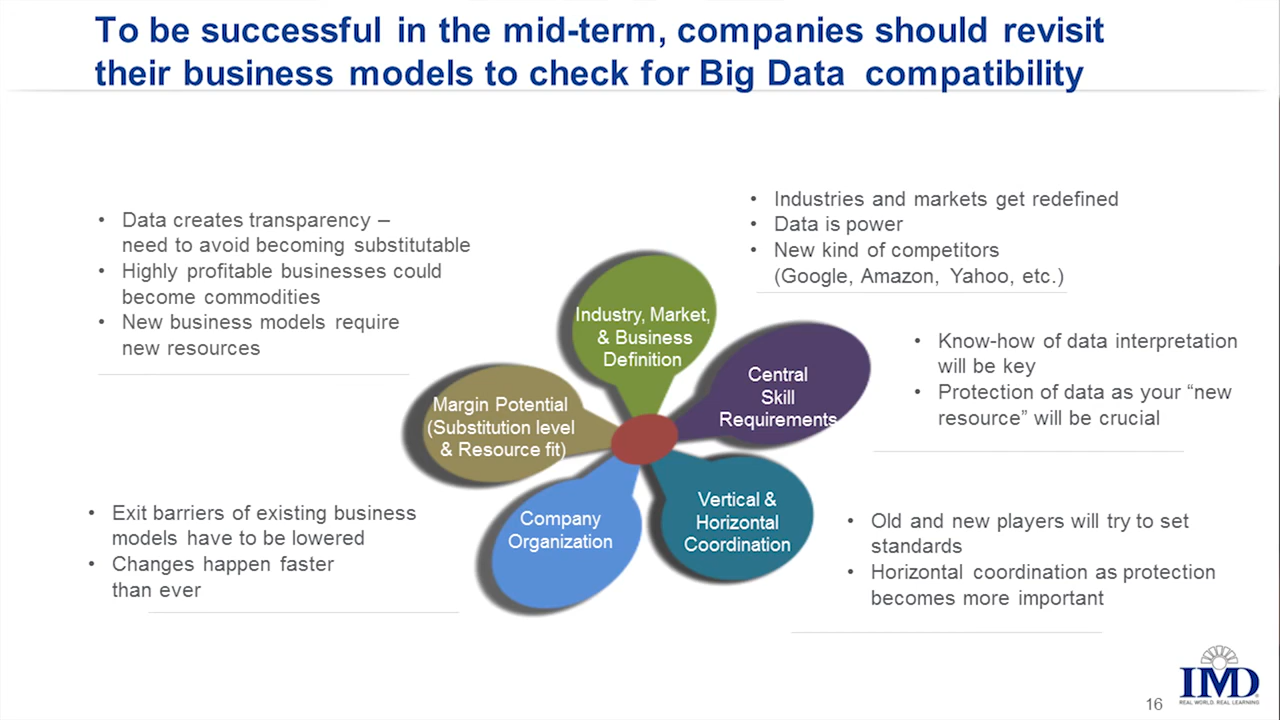 To be successful in the mid-term, companies should revisit
their business models to check for Big Data compatibility
• Data creates transparency –
need to avoid becoming substitutable
• Highly profitable businesses could
become commodities
• New business models require
new resources
• Industries and markets get redefined
• Data is power
• New kind of competitors
(Google, Amazon, Yahoo, etc.)
Industry, Market,
& Business
Definition
Central
Skill
Requirements
• Know-how of data interpretation
will be key
• Protection of data as your “new
resource” will be crucial
Margin Potential
(Substitution level
& Resource fit)
Company
Organization
Vertical &
Horizontal
Coordination
• Exit barriers of existing business
models have to be lowered
• Changes happen faster
than ever
• Old and new players will try to set
standards
• Horizontal coordination as protection
becomes more important
IMD
REAL WORLD. REAL LEARNING
16